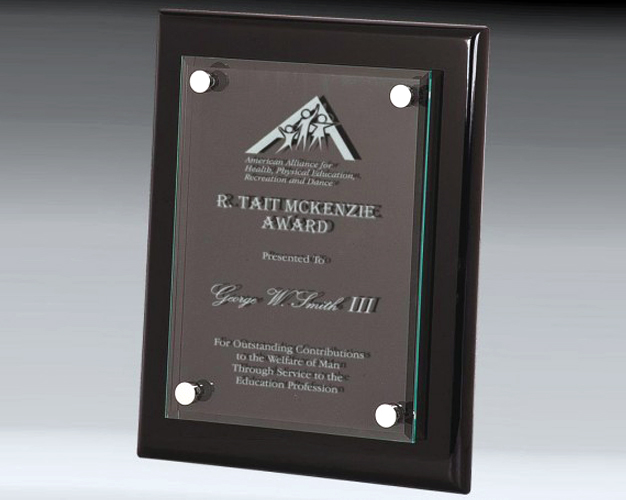 American Alliance for
Health, Physical Education,
Recreation and Dance
R. TAIT MCKENZIE
AWARD
Presented To
George W. Smith III
For Outstanding Contributions
to the Welfare of Man
Through Service to the
Education Profession